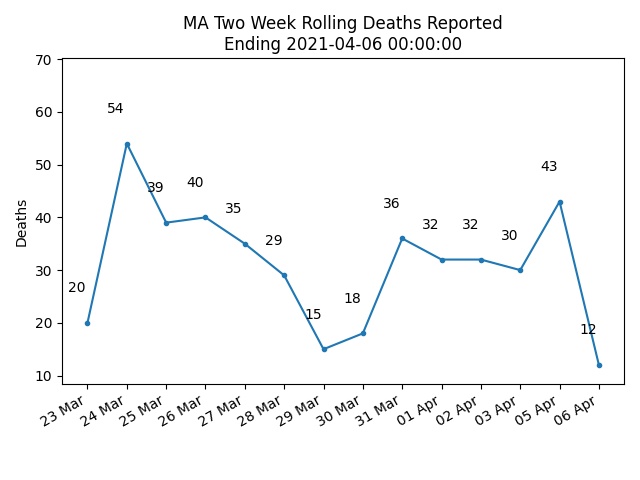 MA Two Week Rolling Deaths Reported
Ending 2021-04-06 00:00:00
70
60
50
40
30
20
10
Deaths
20
54
39
40
35
29
15
18
36
32
32
30
43
12
23 Mar
24 Mar
25 Mar
26 Mar
27 Mar
28 Mar
29 Mar
30 Mar
31 Mar
01 Apr
02 Apr
03 Apr
05 Apr
06 Apr